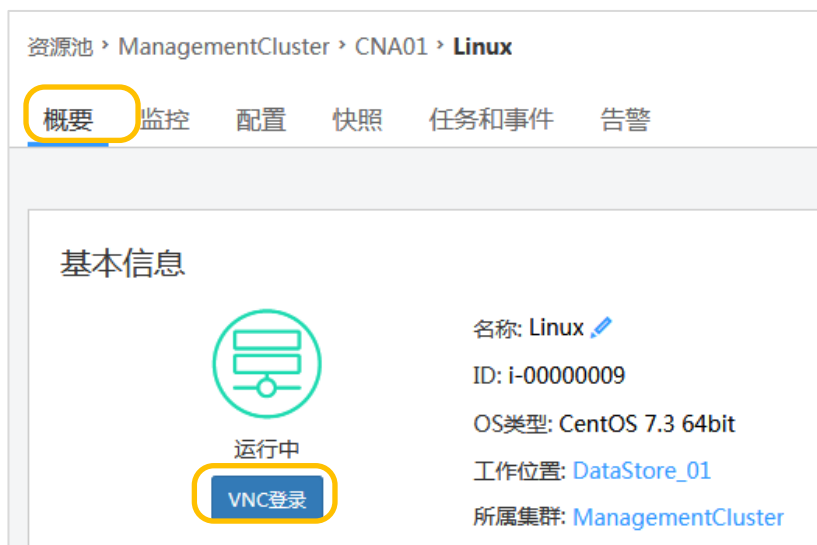 资源池 › ManagementCluster › CNA01 › Linux
概要 监控 配置 快照 任务和事件 告警
基本信息
名称: Linux
ID: i-00000009
OS类型: CentOS 7.3 64bit
运行中
工作位置: DataStore_01
VNC登录
所属集群: ManagementCluster